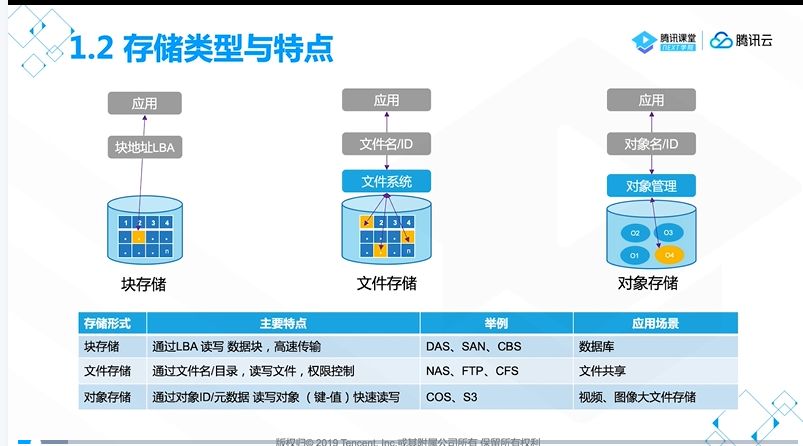 1.2 存储类型与特点
腾讯课堂
NEXT学院
腾讯云
应用
块地址LBA
1 2 3 4
n
块存储
应用
文件名/ID
文件系统
2 3 4
n
文件存储
应用
对象名/ID
对象管理
O2 O3
O1 O4
对象存储
存储形式 主要特点 举例 应用场景
块存储 通过LBA 读写 数据块，高速传输 DAS、SAN、CBS 数据库
文件存储 通过文件名/目录，读写文件，权限控制 NAS、FTP、CFS 文件共享
对象存储 通过对象ID/元数据 读写对象 （键-值）快速读写 COS、S3 视频、图像大文件存储
版权归© 2019 Tencent, Inc.或其附属公司所有 保留所有权利